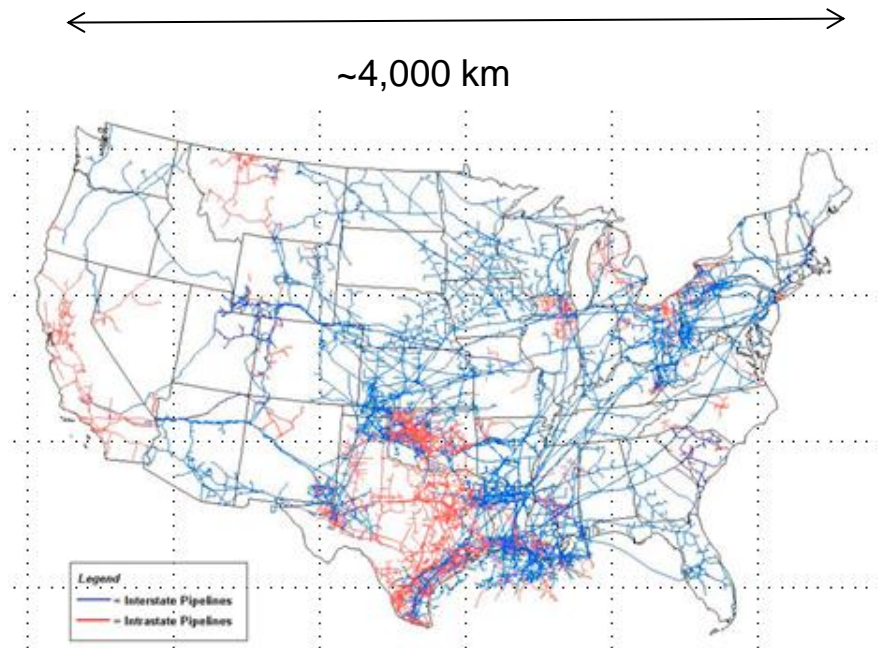 ~4,000 km
Legend
= Interstate Pipelines
= Intrastate Pipelines